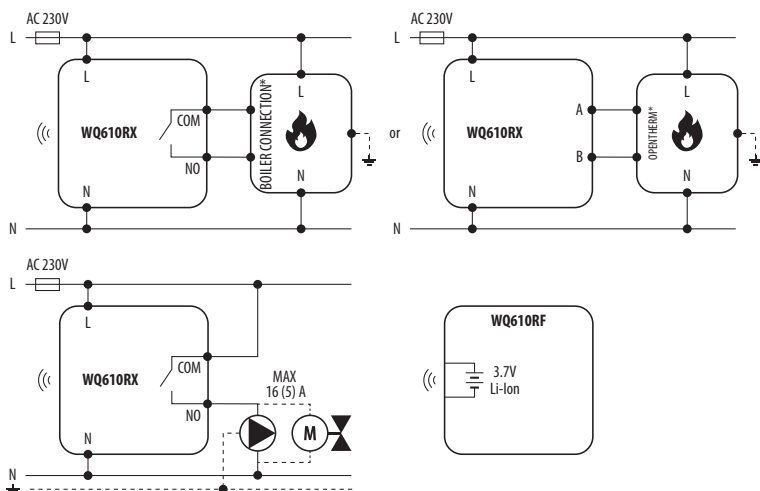 AC 230V
L
L
WQ610RX
COM
NO
N
BOILER CONNECTION*
L
N
N
or
AC 230V
L
L
WQ610RX
A
B
N
OPENTHERM*
L
N
N
AC 230V
L
L
WQ610RX
COM
NO
N
MAX
16 (5) A
M
N
WQ610RF
3.7V
Li-Ion